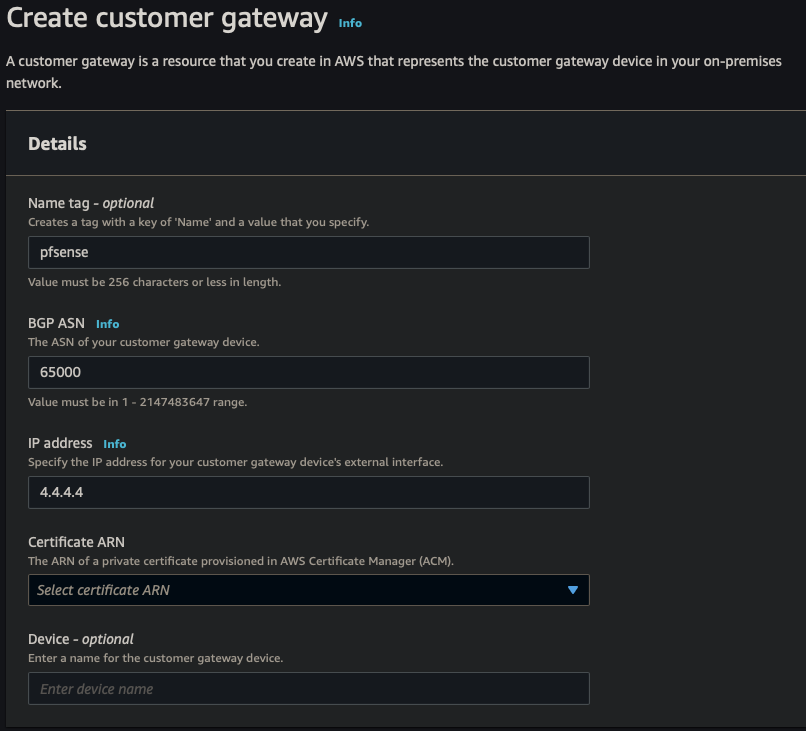 Create customer gateway Info
A customer gateway is a resource that you create in AWS that represents the customer gateway device in your on-premises
network.
Details
Name tag - optional
Creates a tag with a key of 'Name' and a value that you specify.
pfsense
Value must be 256 characters or less in length.
BGP ASN Info
The ASN of your customer gateway device.
65000
Value must be in 1 - 2147483647 range.
IP address Info
Specify the IP address for your customer gateway device's external interface.
4.4.4.4
Certificate ARN
The ARN of a private certificate provisioned in AWS Certificate Manager (ACM).
Select certificate ARN
Device - optional
Enter a name for the customer gateway device.
Enter device name